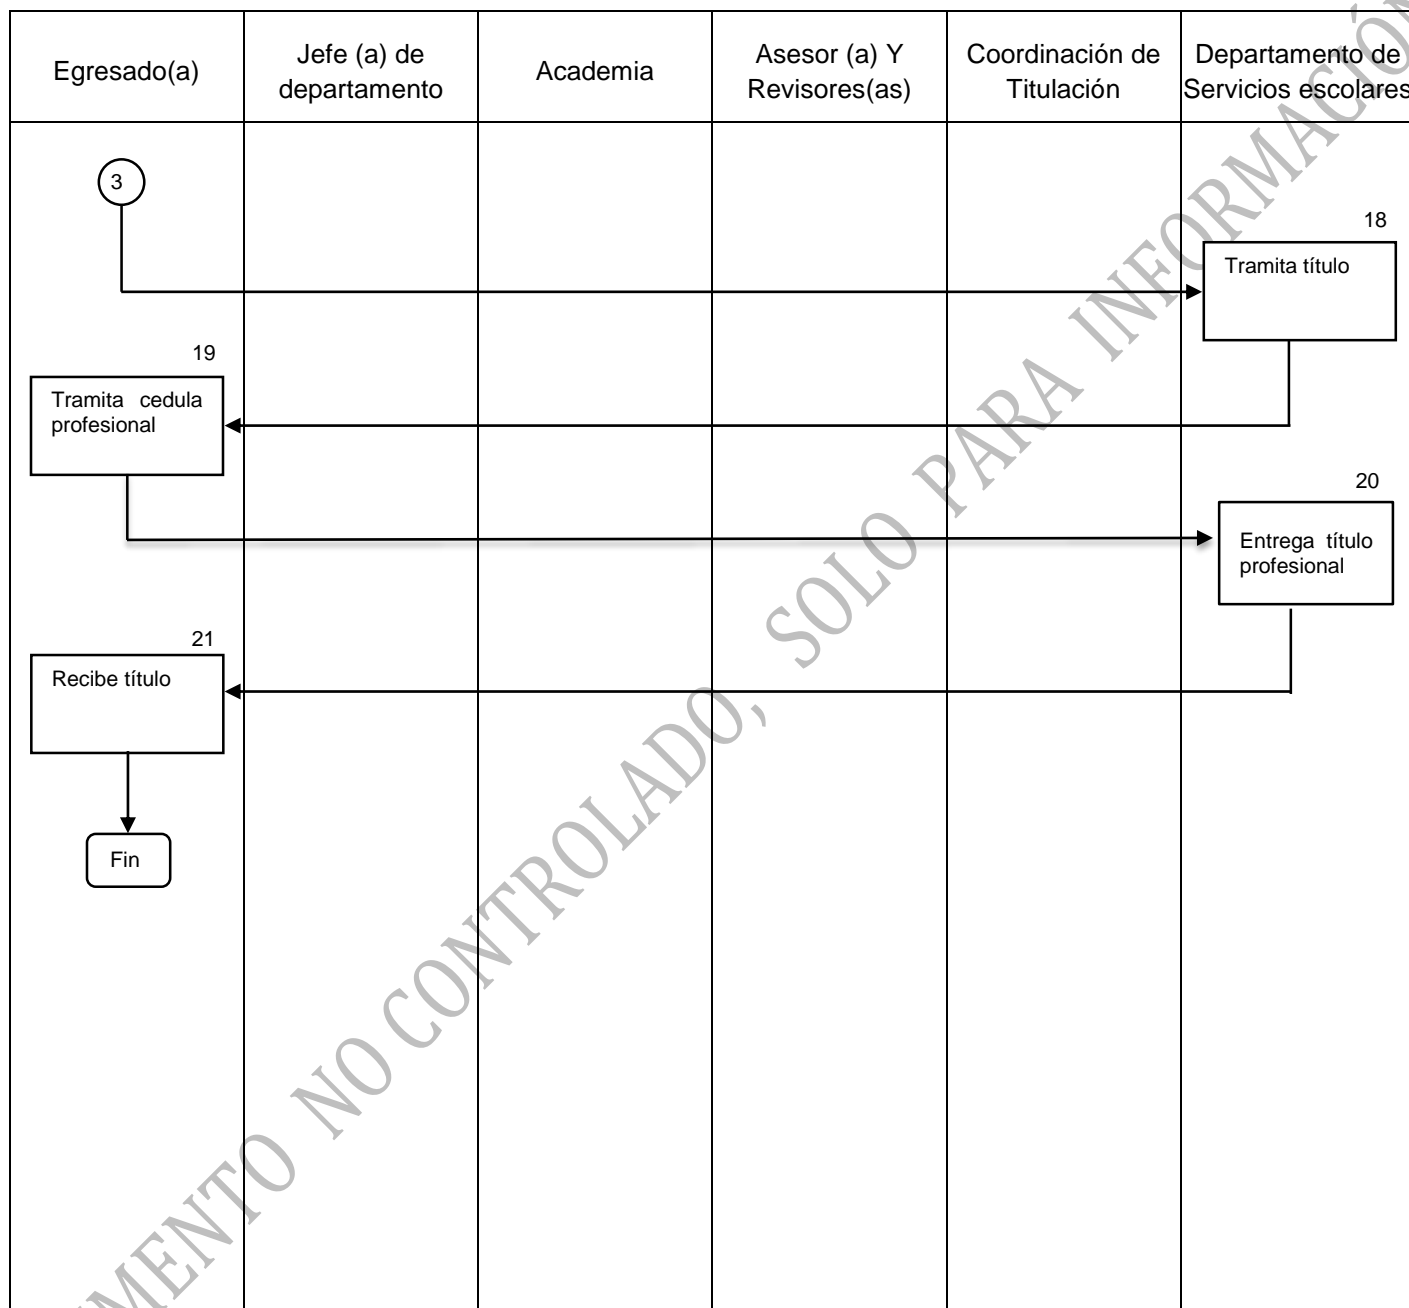 Egresado(a)
Jefe (a) de
departamento
Academia
Asesor (a) Y
Revisores(as)
Coordinación de
Titulación
Departamento de
Servicios escolares
3
18
Tramita título
19
Tramita cedula
profesional
20
Entrega título
profesional
21
Recibe título
Fin
MENTO NO CONTROLADO, SOLO PARA INFORMACIÓN